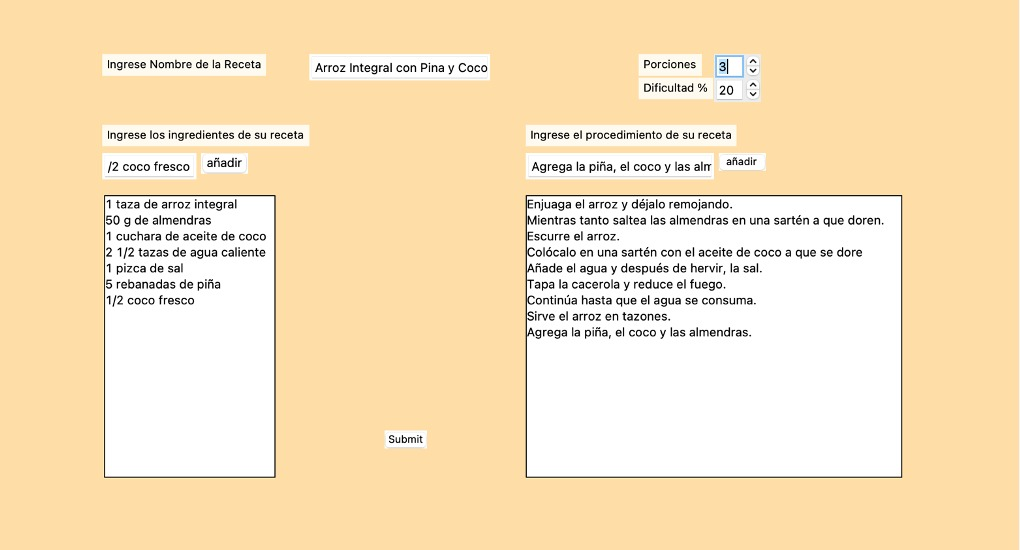 Ingrese Nombre de la Receta
Arroz Integral con Pina y Coco
Porciones
3
Dificultad %
20
Ingrese los ingredientes de su receta
/2 coco fresco
añadir
1 taza de arroz integral
50 g de almendras
1 cuchara de aceite de coco
2 1/2 tazas de agua caliente
1 pizca de sal
5 rebanadas de piña
1/2 coco fresco
Submit
Ingrese el procedimiento de su receta
Agrega la piña, el coco y las alm
añadir
Enjuaga el arroz y déjalo remojando.
Mientras tanto saltea las almendras en una sartén a que doren.
Escurre el arroz.
Colócalo en una sartén con el aceite de coco a que se dore
Añade el agua y después de hervir, la sal.
Tapa la cacerola y reduce el fuego.
Continúa hasta que el agua se consuma.
Sirve el arroz en tazones.
Agrega la piña, el coco y las almendras.